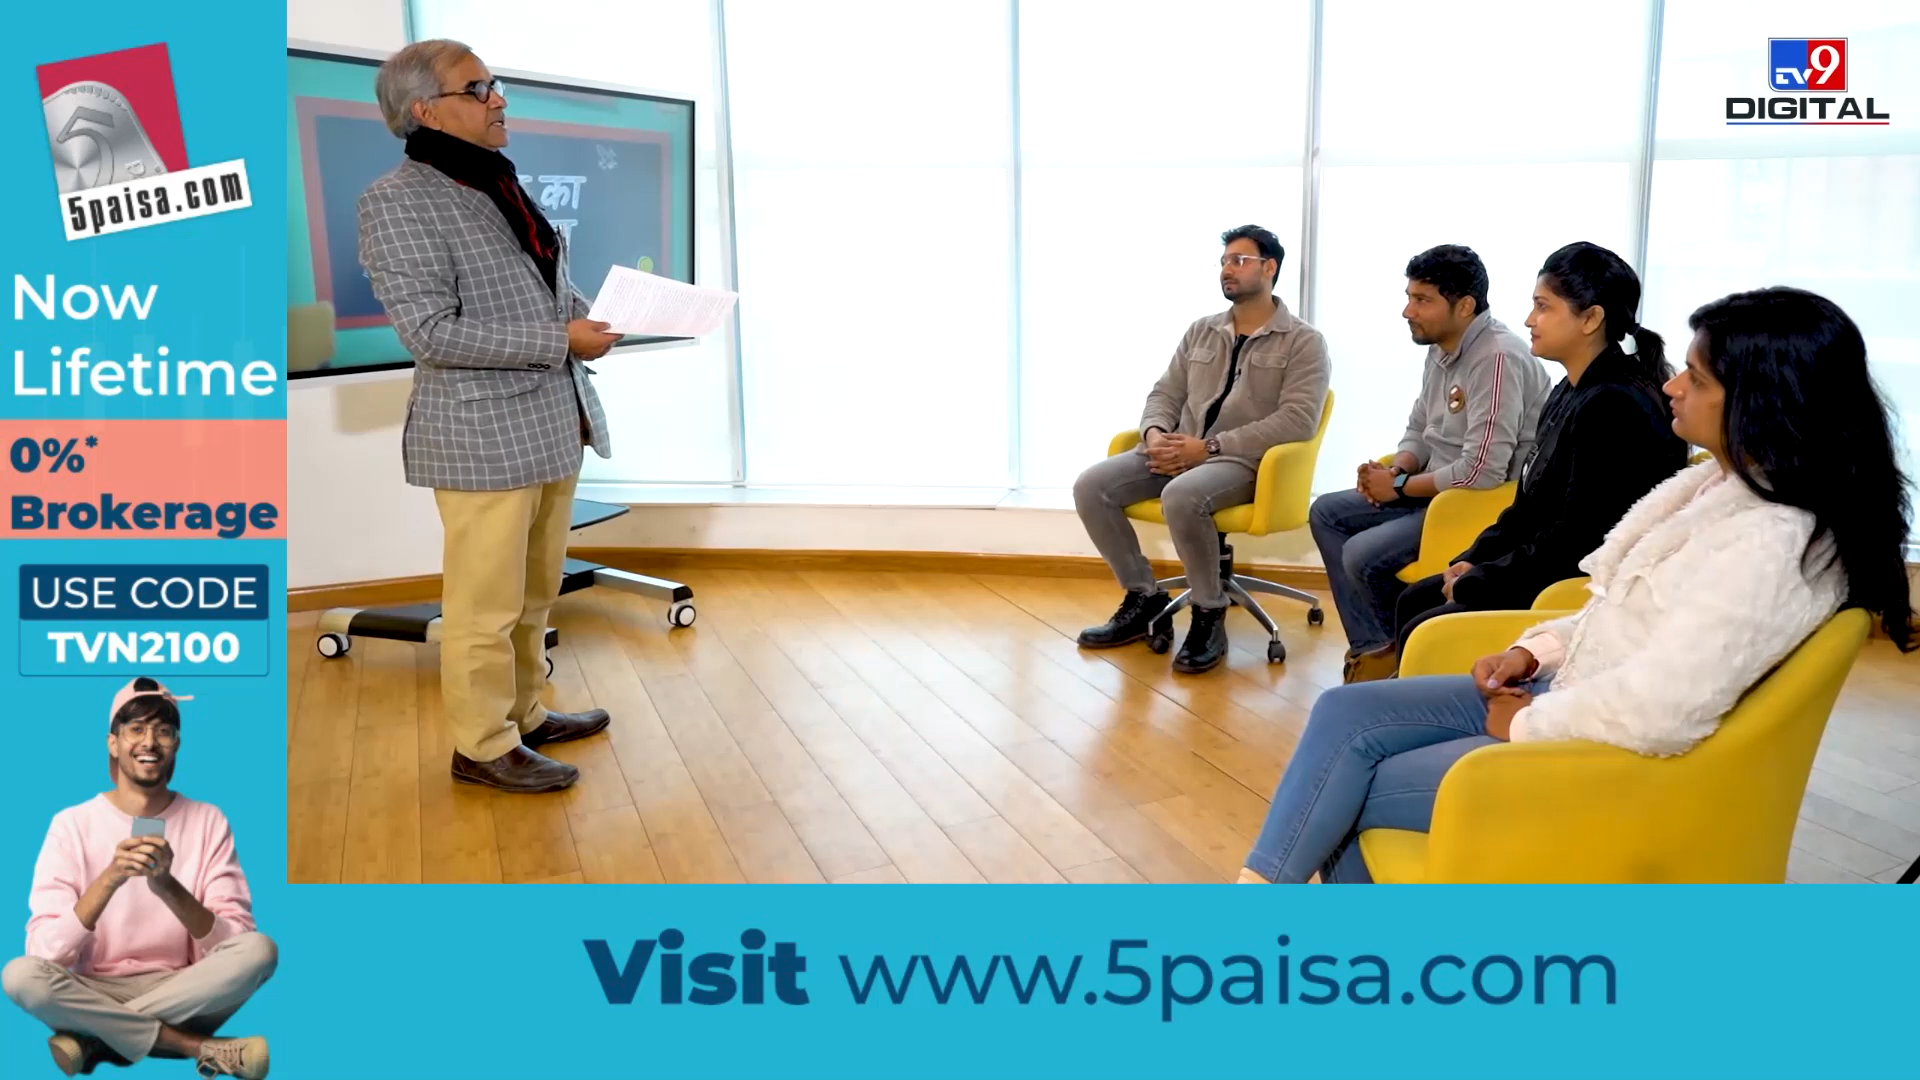 5paisa.com
Now
Lifetime
0%*
Brokerage
USE CODE
TVN2100
का
TV9
DIGITAL
Visit www.5paisa.com